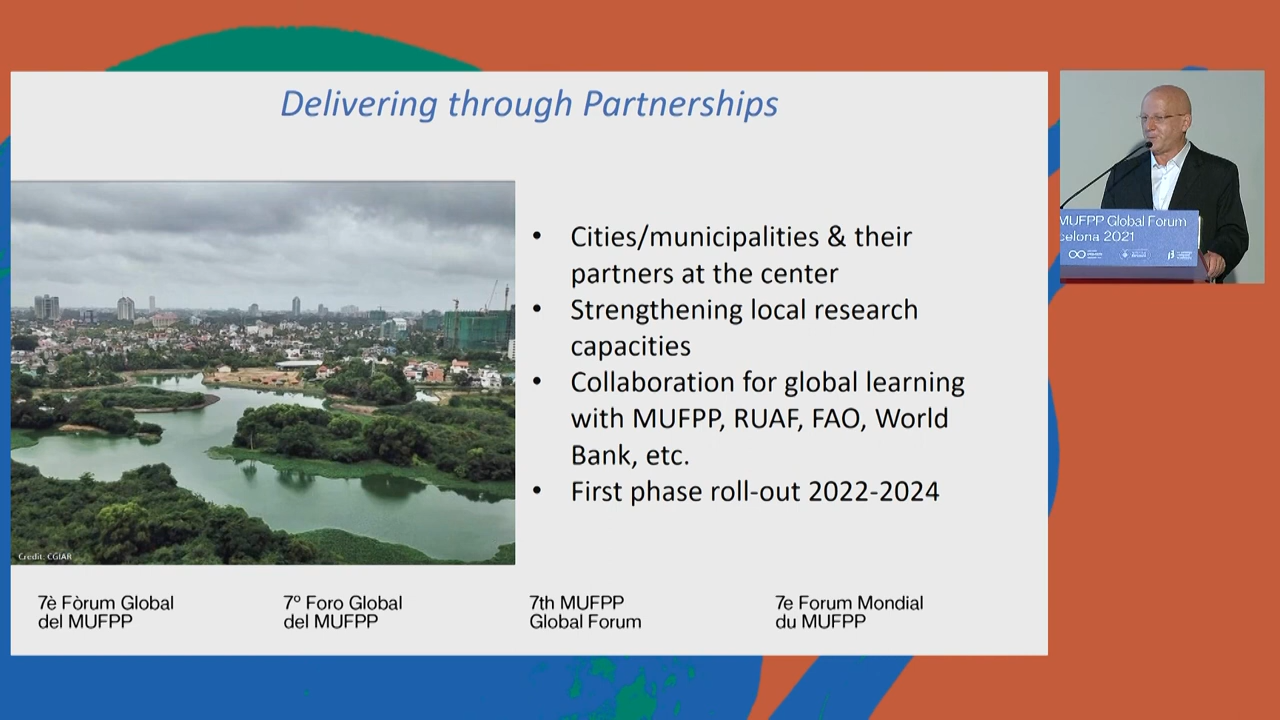 Delivering through Partnerships
• Cities/municipalities & their
partners at the center
• Strengthening local research
capacities
• Collaboration for global learning
with MUFPP, RUAF, FAO, World
Bank, etc.
• First phase roll-out 2022-2024
Credit: CGIAR
7è Fòrum Global
del MUFPP
7º Foro Global
del MUFPP
7th MUFPP
Global Forum
7e Forum Mondial
du MUFPP
MUFPP Global Forum
celona 2021